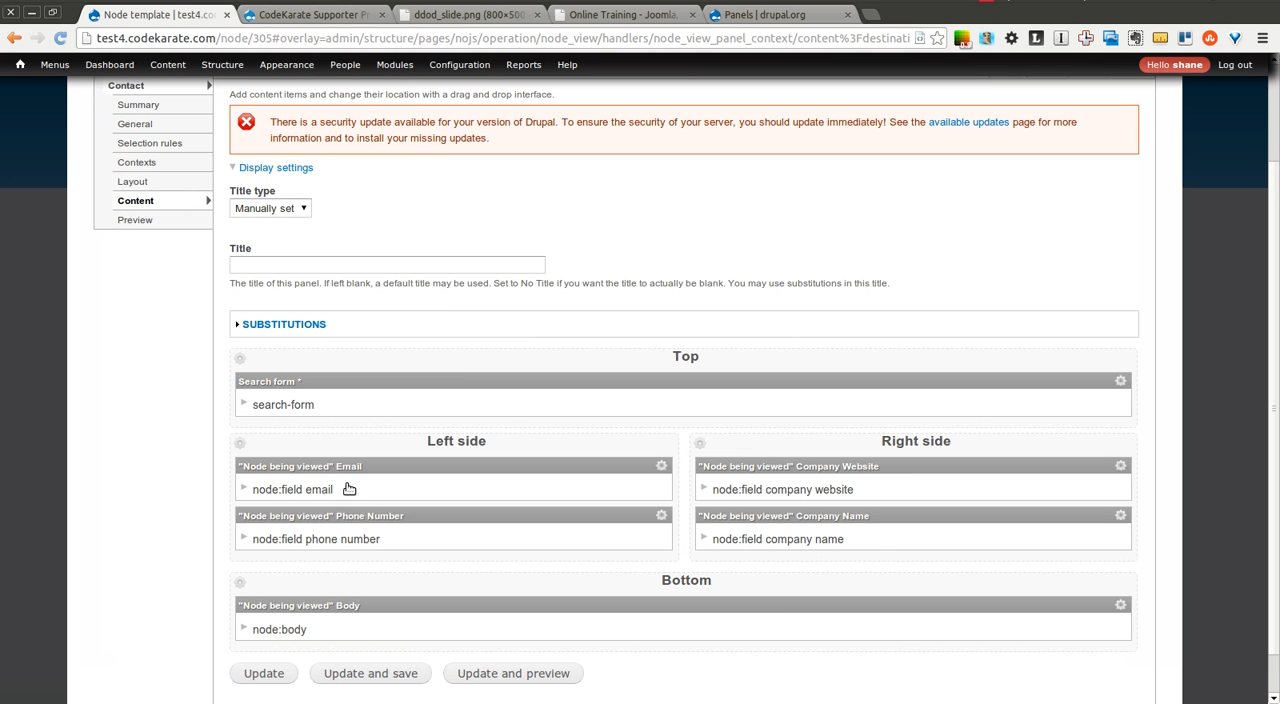 Node template | test4.co
CodeKarate Supporter Pr
ddod_slide.png (800×500
Online Training - Joomla,
Panels | drupal.org
test4.codekarate.com/node/305#overlay=admin/structure/pages/nojs/operation/node_view/handlers/node_view_panel_context/content%3Fdestinati
Menus Dashboard Content Structure Appearance People Modules Configuration Reports Help Hello shane Log out
Contact
Summary
General
Selection rules
Contexts
Layout
Content
Preview
Add content items and change their location with a drag and drop interface.
There is a security update available for your version of Drupal. To ensure the security of your server, you should update immediately! See the available updates page for more
information and to install your missing updates.
Display settings
Title type
Manually set
Title
The title of this panel. If left blank, a default title may be used. Set to No Title if you want the title to actually be blank. You may use substitutions in this title.
SUBSTITUTIONS
Top
Search form *
search-form
Left side
"Node being viewed" Email
node:field email
"Node being viewed" Phone Number
node:field phone number
Right side
"Node being viewed" Company Website
node:field company website
"Node being viewed" Company Name
node:field company name
Bottom
"Node being viewed" Body
node:body
Update
Update and save
Update and preview